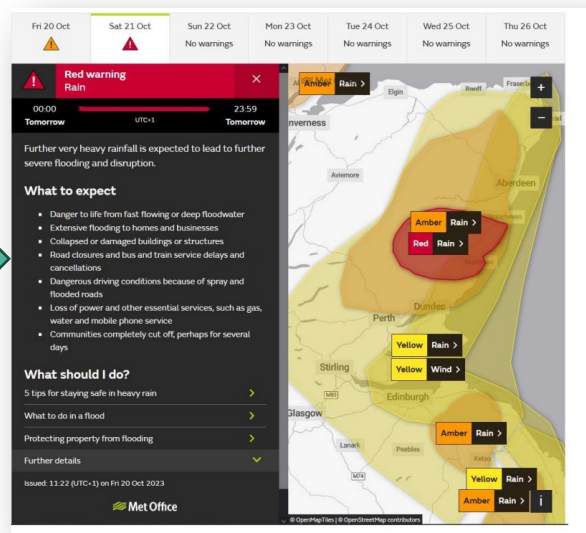 Fri 20 Oct
Sat 21 Oct
Sun 22 Oct
No warnings
Mon 23 Oct
No warnings
Tue 24 Oct
No warnings
Wed 25 Oct
No warnings
Thu 26 Oct
No warnings
Red warning
Rain
00:00
Tomorrow
UTC+1
23:59
Tomorrow
Further very heavy rainfall is expected to lead to further
severe flooding and disruption.
What to expect
Danger to life from fast flowing or deep floodwater
Extensive flooding to homes and businesses
Collapsed or damaged buildings or structures
Road closures and bus and train service delays and
cancellations
Dangerous driving conditions because of spray and
flooded roads
Loss of power and other essential services, such as gas,
water and mobile phone service
Communities completely cut off, perhaps for several
days
What should I do?
5 tips for staying safe in heavy rain
What to do in a flood
Protecting property from flooding
Further details
Issued: 11:22 (UTC+1) on Fri 20 Oct 2023
Met Office
Amber Rain >
Elgin
Banff
+
−
Aviemore
Aberdeen
Amber Rain >
Red Rain >
Dundee
Perth
Yellow Rain >
Stirling
Yellow Wind >
M80
Edinburgh
Glasgow
Amber Rain >
Lanark
Peebles
Kelso
M74
Yellow Rain >
Amber Rain >
i
© OpenMapTiles | © OpenStreetMap contributors